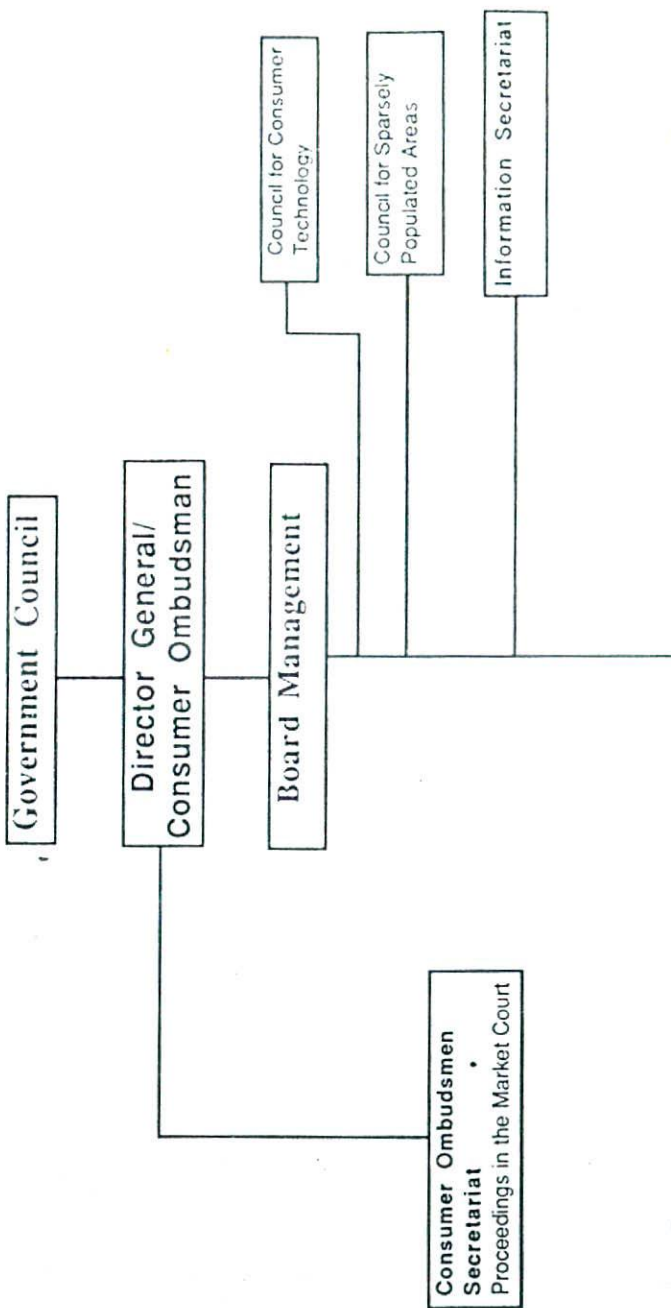 Government Council
Director General/
Consumer Ombudsman
Board Management
Council for Consumer
Technology
Council for Sparsely
Populated Areas
Information Secretariat
Consumer Ombudsmen
Secretariat
Proceedings in the Market Court